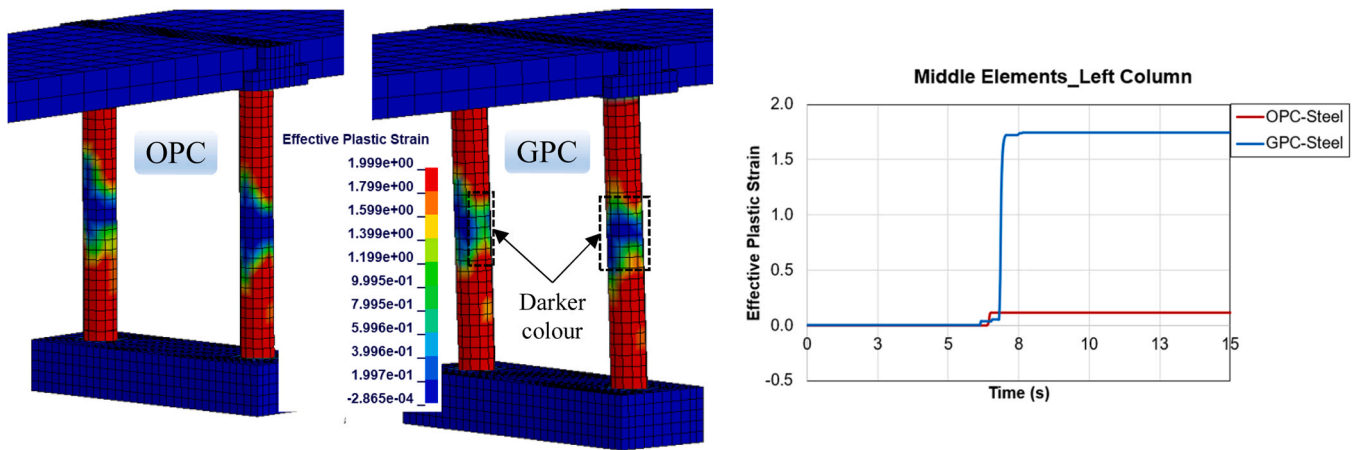 OPC
Effective Plastic Strain
1.999e+00
1.799e+00
1.599e+00
1.399e+00
1.199e+00
9.995e-01
7.995e-01
5.996e-01
3.996e-01
1.997e-01
-2.865e-04
GPC
Darker
colour
Middle Elements_Left Column
Effective Plastic Strain
2.0
1.5
1.0
0.5
0.0
-0.5
0
3
5
8
10
13
15
Time (s)
OPC-Steel
GPC-Steel